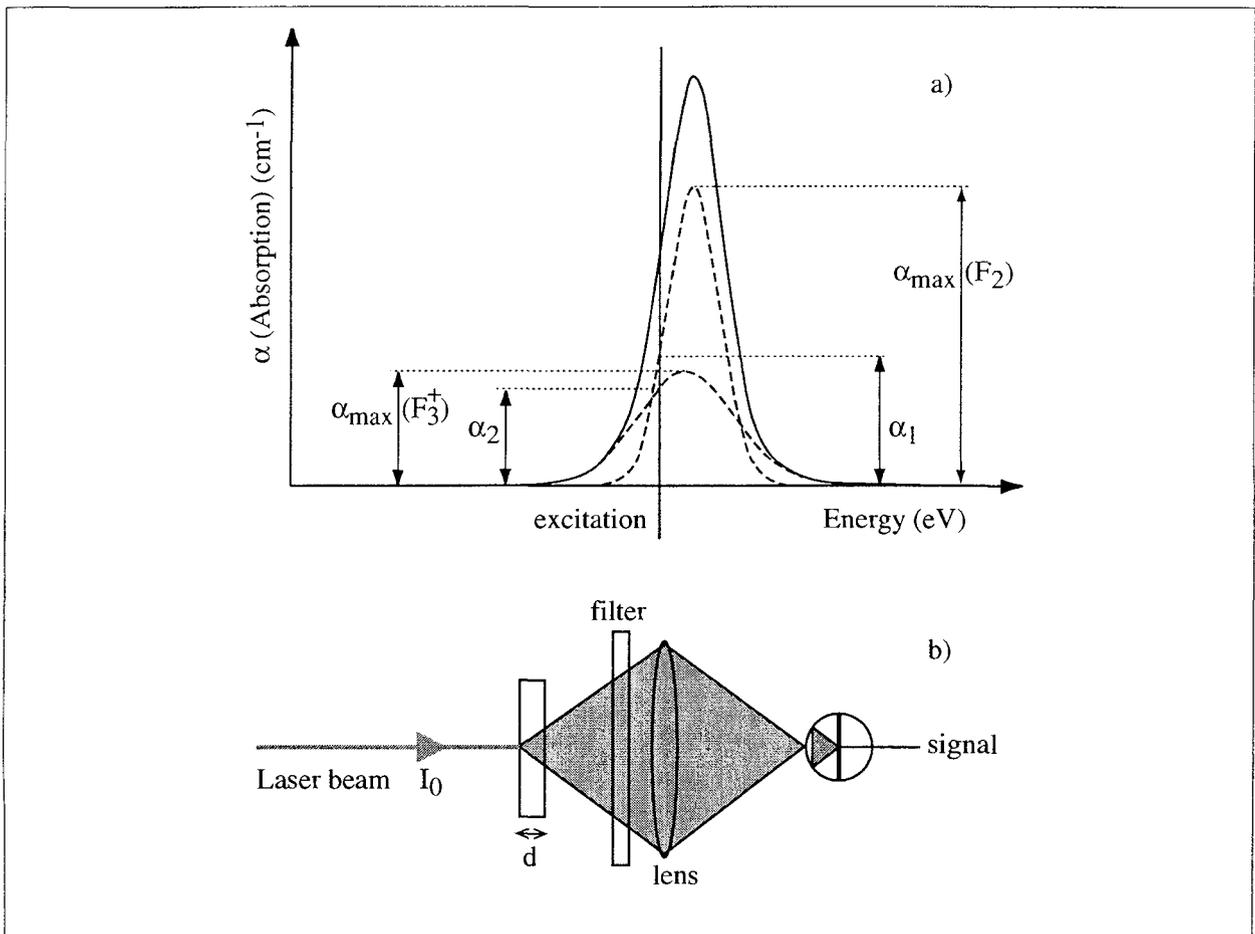 a)
α (Absorption) (cm-1)
αmax (F2)
αmax (F3+)
α2
α1
excitation
Energy (eV)
filter
b)
signal
Laser beam I0
d
lens